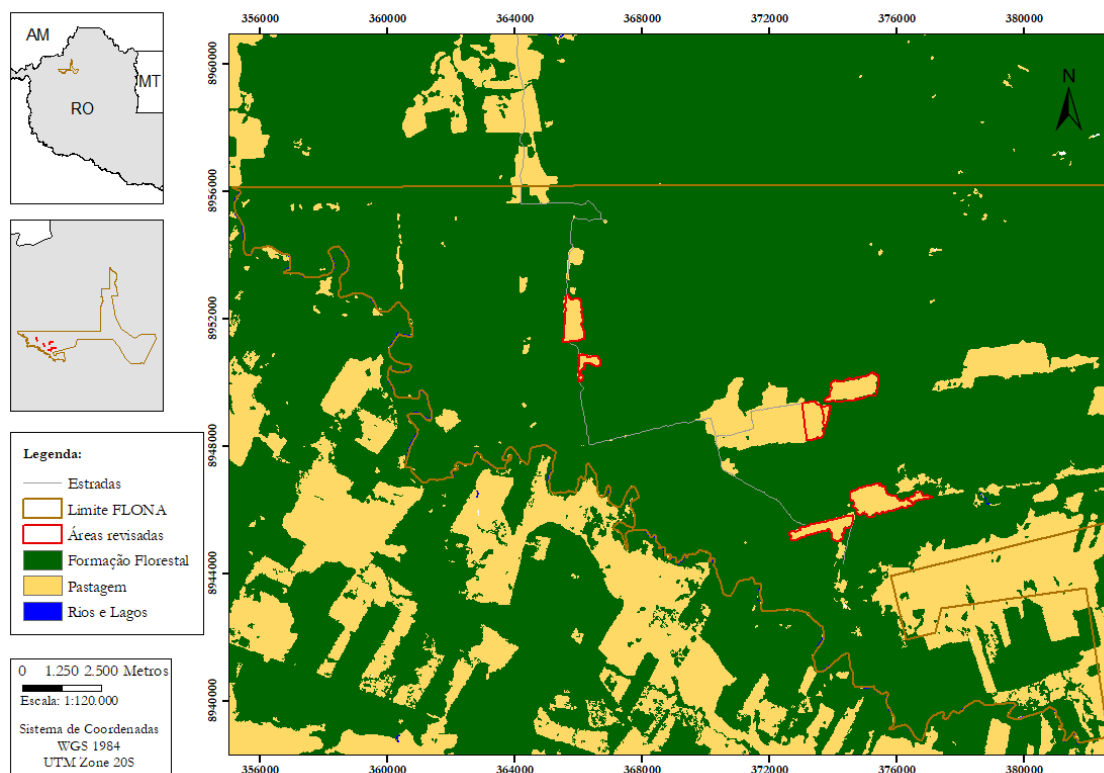 AM
MT
RO
Legenda:
Estradas
Limite FLONA
Áreas revisadas
Formação Florestal
Pastagem
Rios e Lagos
0 1.250 2.500 Metros
Escala: 1:120.000
Sistema de Coordenadas
WGS 1984
UTM Zone 20S
356000 360000 364000 368000 372000 376000 380000
N
8960000
8956000
8952000
8948000
8944000
8940000
356000 360000 364000 368000 372000 376000 380000